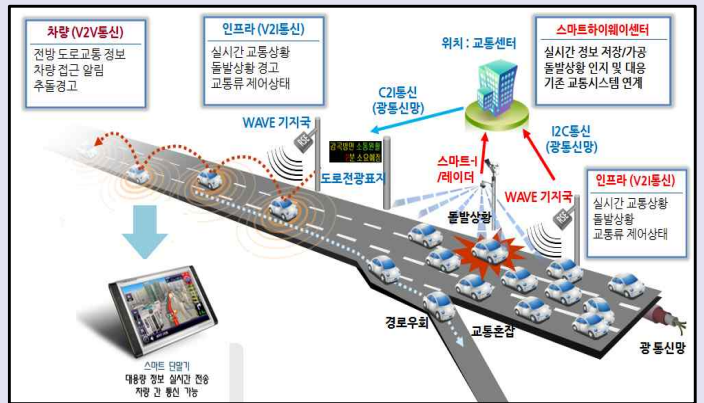 차량(V2V통신)
전방 도로교통 정보
차량 접근 알림
추돌경고
인프라(V2I통신)
실시간 교통상황
돌발상황 경고
교통류 제어상태
위치 : 교통센터
스마트하이웨이센터
실시간 정보 저장/가공
돌발상황 인지 및 대응
기존 교통시스템 연계
C2I통신
(광통신망)
I2C통신
(광통신망)
WAVE 기지국
RSE
도로전광표지
스마트-I
/레이더
돌발상황
WAVE 기지국
RSE
인프라(V2I통신)
실시간 교통상황
돌발상황
교통류 제어상태
경로우회
교통혼잡
광 통신망
스마트 단말기
대용량 정보 실시간 전송
차량 간 통신 가능